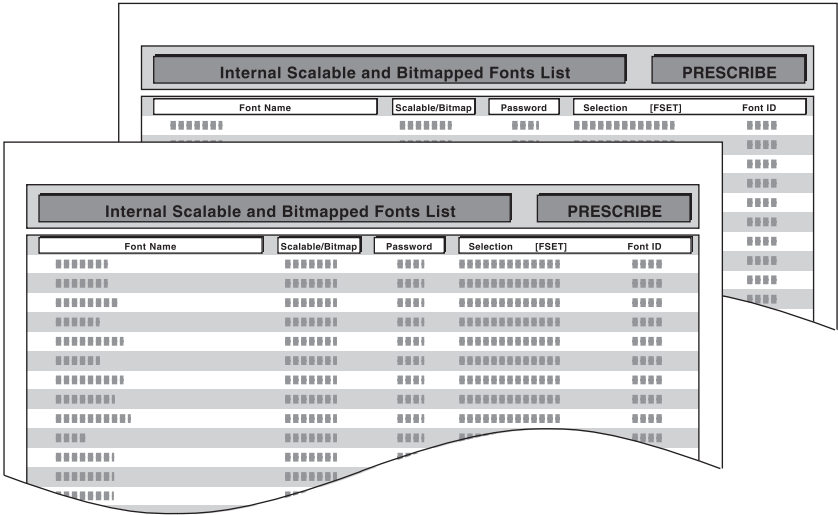 Internal Scalable and Bitmapped Fonts List PRESCRIBE
Font Name Scalable/Bitmap Password Selection [FSET] Font ID
Internal Scalable and Bitmapped Fonts List PRESCRIBE
Font Name Scalable/Bitmap Password Selection [FSET] Font ID